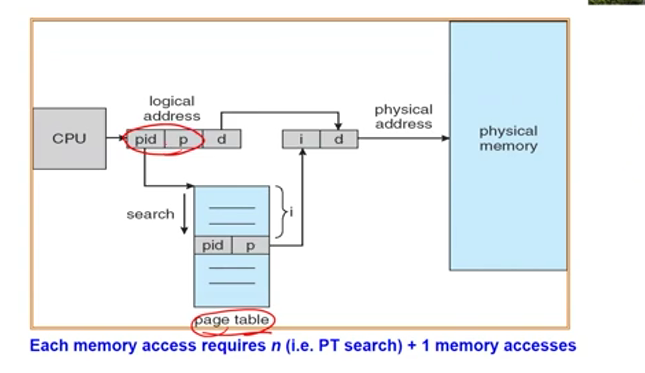 logical
address
physical
address
CPU
pid p d
i d
physical
memory
search
i
pid p
page table
Each memory access requires n (i.e. PT search) + 1 memory accesses